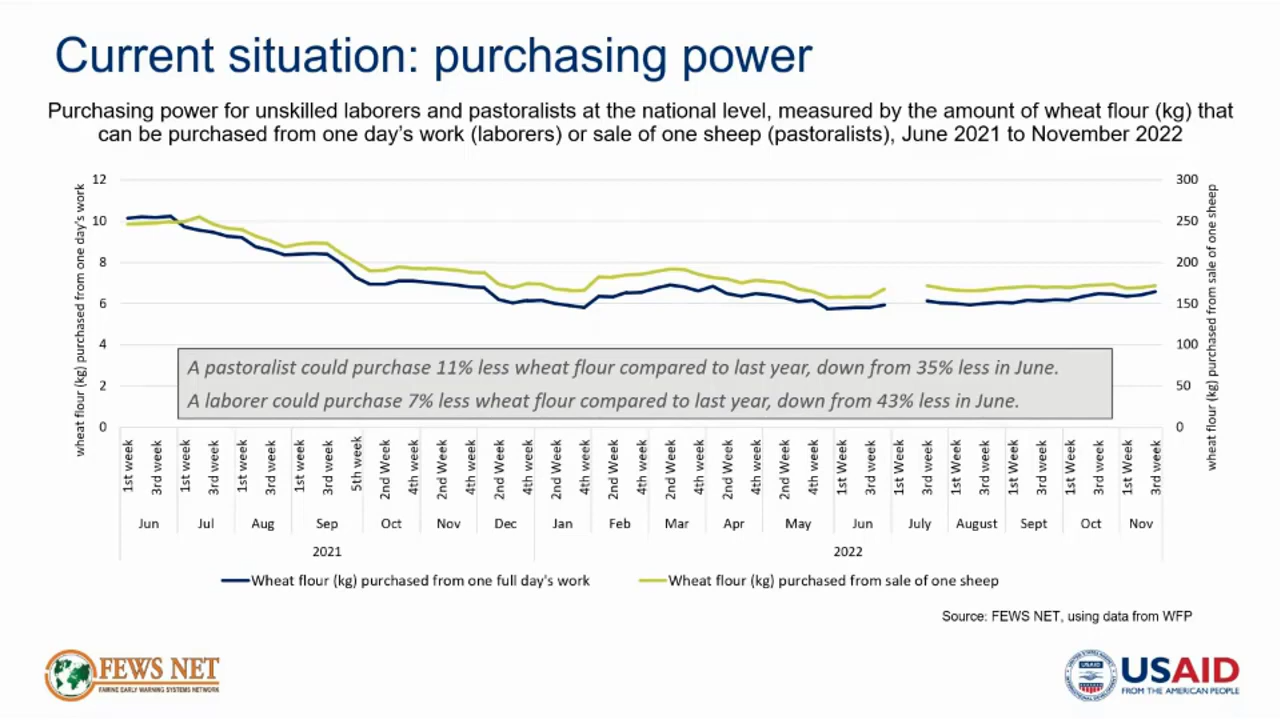 Current situation: purchasing power
Purchasing power for unskilled laborers and pastoralists at the national level, measured by the amount of wheat flour (kg) that
can be purchased from one day's work (laborers) or sale of one sheep (pastoralists), June 2021 to November 2022
wheat flour (kg) purchased from one day's work
12
10
8
6
4
2
0
300
250
200
150
100
50
0
wheat flour (kg) purchased from sale of one sheep
A pastoralist could purchase 11% less wheat flour compared to last year, down from 35% less in June.
A laborer could purchase 7% less wheat flour compared to last year, down from 43% less in June.
1st week
3rd week
1st week
3rd week
1st week
3rd week
1st week
3rd week
5th week
2nd Week
4th week
2nd Week
4th week
2nd Week
4th week
2nd Week
4th week
2nd Week
4th week
2nd Week
4th week
2nd Week
4th week
2nd Week
4th week
1st Week
3rd week
1st Week
3rd week
1st Week
3rd week
1st Week
3rd week
1st Week
3rd week
1st Week
3rd week
Jun Jul Aug Sep Oct Nov Dec Jan Feb Mar Apr May Jun July August Sept Oct Nov
2021 2022
Wheat flour (kg) purchased from one full day's work Wheat flour (kg) purchased from sale of one sheep
Source: FEWS NET, using data from WFP
FEWS NET
FAMINE EARLY WARNING SYSTEMS NETWORK
USAID
USAID
FROM THE AMERICAN PEOPLE